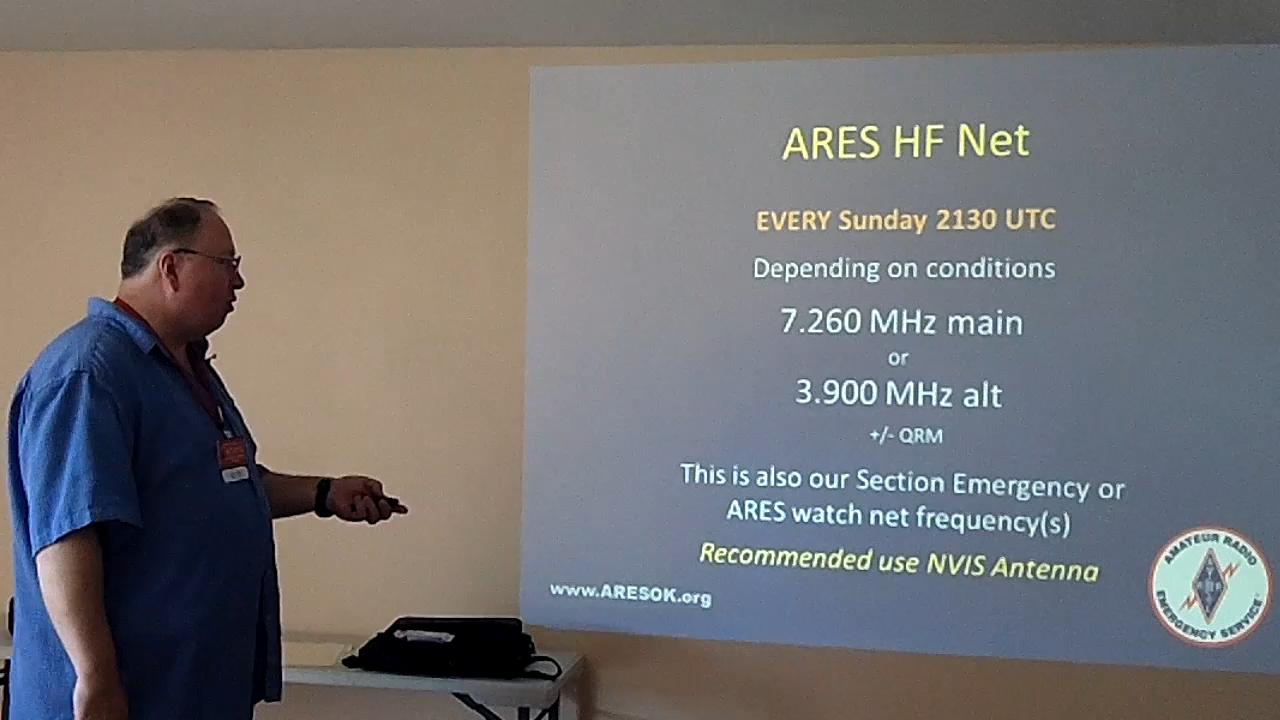 ARES HF Net
EVERY Sunday 2130 UTC
Depending on conditions
7.260 MHz main
or
3.900 MHz alt
+/- QRM
This is also our Section Emergency or
ARES watch net frequency(s)
Recommended use NVIS Antenna
www.ARESOK.org
AMATEUR RADIO
EMERGENCY SERVICE